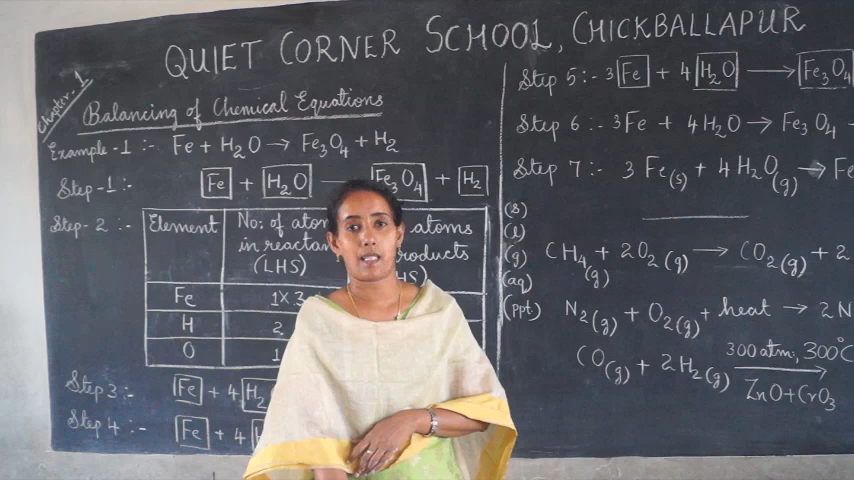 QUIET CORNER SCHOOL, CHICKBALLAPUR
Chapter-1
Balancing of Chemical Equations
Example-1 :- Fe + H₂O → Fe₃O₄ + H₂
Step-1 :- Fe + H₂O Fe₃O₄ + H₂
Step-2 :-
Element No: of atoms atoms
in reactan products
(LHS) HS)
Fe 1×3
H 2
O 1
Step 3 :- Fe + 4 H₂
Step 4 :- Fe + 4
Step 5 :- 3 Fe + 4 H₂O → Fe₃O₄
Step 6 :- 3Fe + 4H₂O → Fe₃O₄
Step 7 :- 3 Fe(s) + 4 H₂O(g) → Fe
(s)
(l)
(g)
(aq)
(ppt)
CH₄(g) + 2O₂(g) → CO₂(g) + 2
N₂(g) + O₂(g) + heat → 2N
CO(g) + 2H₂(g) 300 atm; 300°C
ZnO+CrO₃